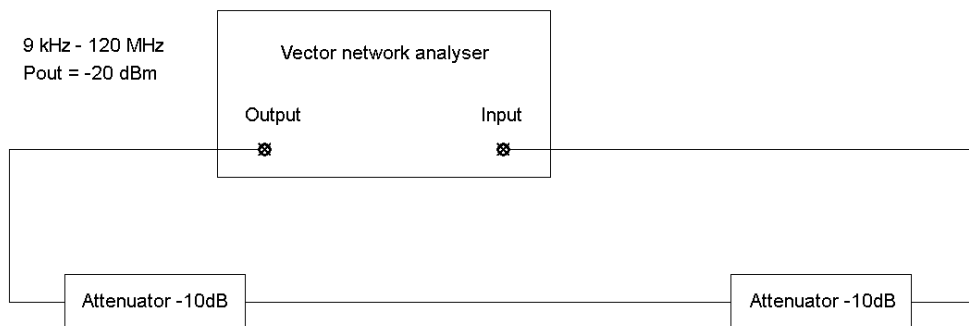 9 kHz - 120 MHz
Pout = -20 dBm
Vector network analyser
Output
Input
Attenuator -10dB
Attenuator -10dB